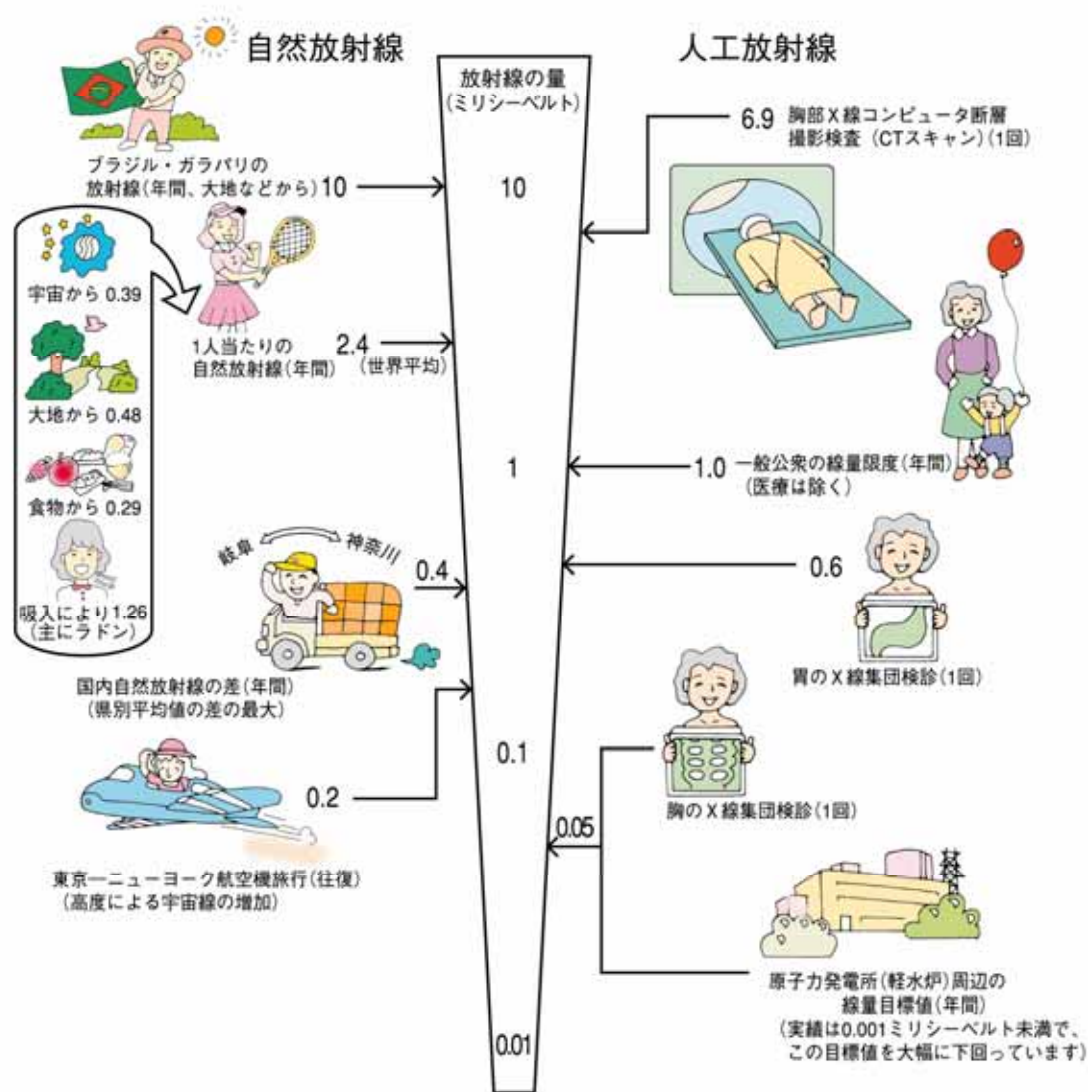 自然放射線
人工放射線
放射線の量
(ミリシーベルト)
ブラジル・ガラパリの
放射線(年間、大地などから)10
宇宙から 0.39
大地から 0.48
食物から 0.29
吸入により1.26
(主にラドン)
1人当たりの
自然放射線(年間)
2.4
(世界平均)
岐阜
神奈川
0.4
国内自然放射線の差(年間)
(県別平均値の差の最大)
0.2
東京―ニューヨーク航空機旅行(往復)
(高度による宇宙線の増加)
10
1
0.1
0.01
6.9 胸部X線コンピュータ断層
撮影検査(CTスキャン)(1回)
1.0 一般公衆の線量限度(年間)
(医療は除く)
0.6
胃のX線集団検診(1回)
胸のX線集団検診(1回)
0.05
原子力発電所(軽水炉)周辺の
線量目標値(年間)
(実績は0.001ミリシーベルト未満で、
この目標値を大幅に下回っています)